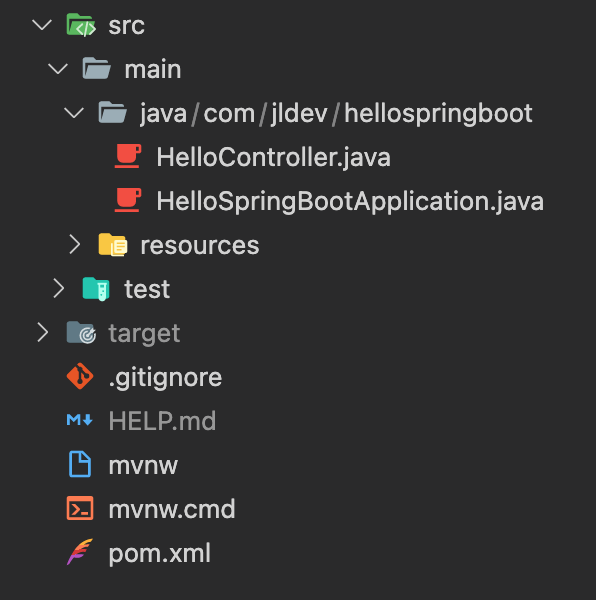 src
main
java/com/jldev/hellospringboot
HelloController.java
HelloSpringBootApplication.java
resources
test
target
.gitignore
M↓ HELP.md
mvnw
mvnw.cmd
pom.xml